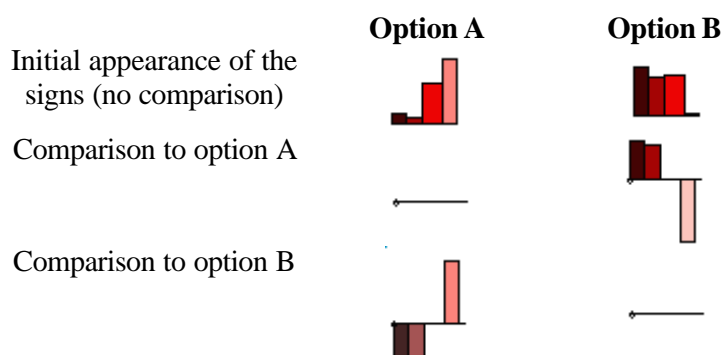 Option A Option B
Initial appearance of the
signs (no comparison)
Comparison to option A
Comparison to option B